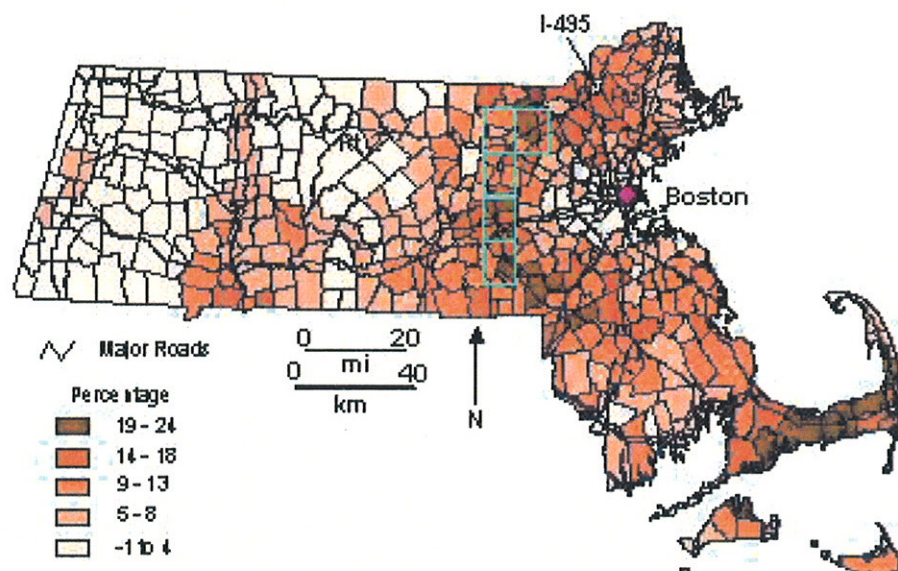 I-495
Boston
0 20
mi
0 40
km
N
Major Roads
Percentage
19 - 24
14 - 18
9 - 13
5 - 8
-1 to 4